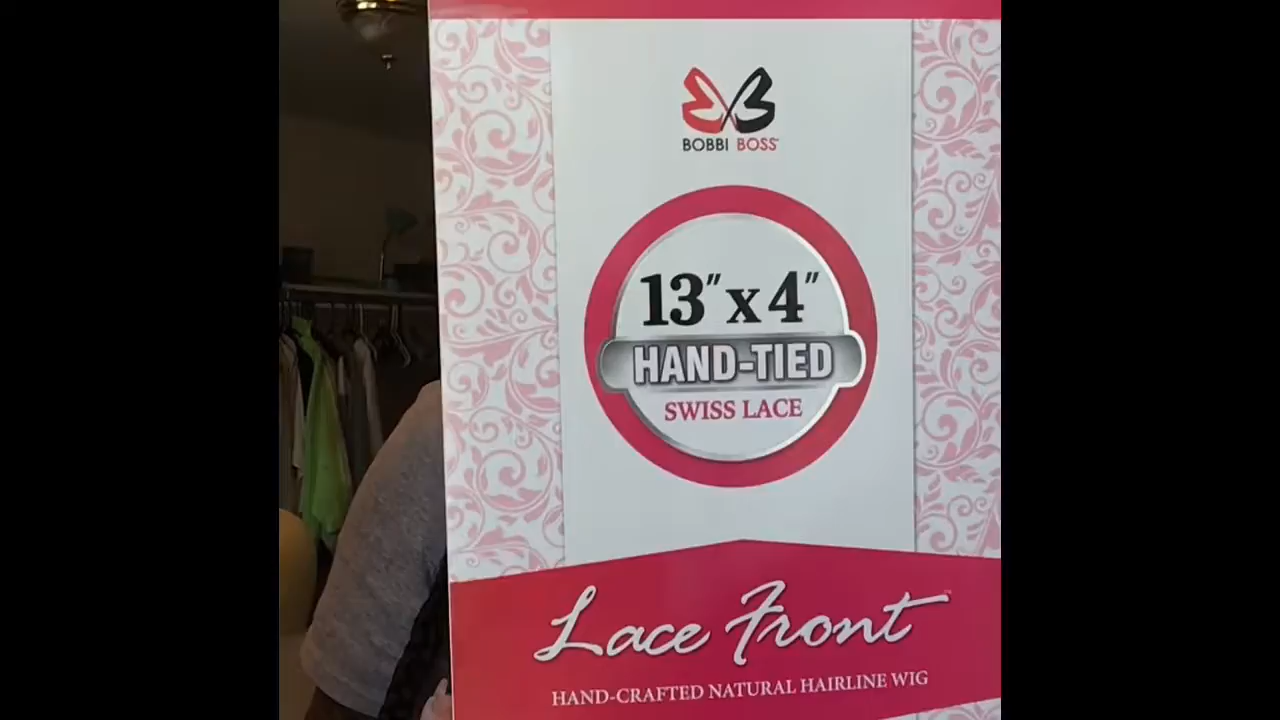 BOBBI BOSS
13" x 4"
HAND-TIED
SWISS LACE
Lace Front
HAND-CRAFTED NATURAL HAIRLINE WIG